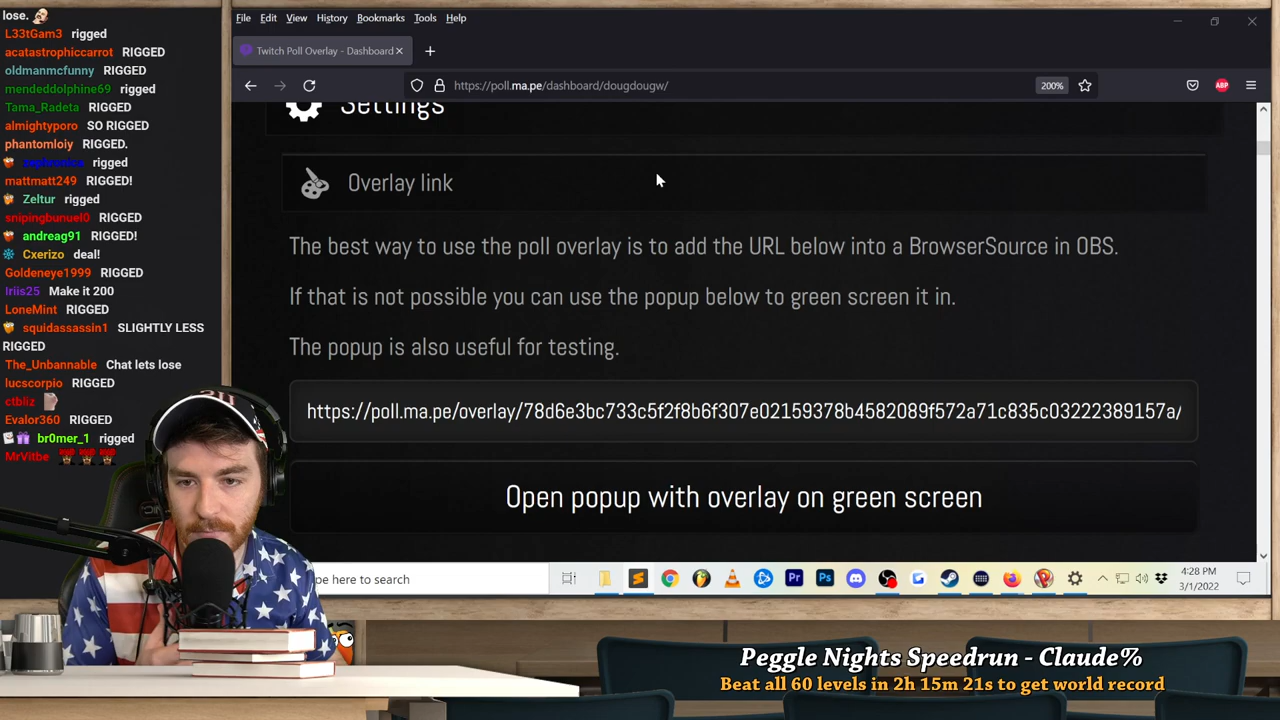 lose.
L33tGam3 rigged
acatastrophiccarrot RIGGED
oldmanmcfunny RIGGED
mendeddolphine69 rigged
Tama_Radeta RIGGED
almightyporo SO RIGGED
phantomloiy RIGGED.
rigged
mattmatt249 RIGGED!
Zeltur rigged
snipingbunuel0 RIGGED
andreag91 RIGGED!
Cxerizo deal!
Goldeneye1999 RIGGED
Iriis25 Make it 200
LoneMint RIGGED
squidassassin1 SLIGHTLY LESS
RIGGED
The_Unbannable Chat lets lose
lucscorpio RIGGED
ctbliz
Evalor360 RIGGED
br0mer_1 rigged
MrVitbe
File Edit View History Bookmarks Tools Help
Twitch Poll Overlay - Dashboard
https://poll.ma.pe/dashboard/dougdougw/
200%
ABP
Settings
Overlay link
The best way to use the poll overlay is to add the URL below into a BrowserSource in OBS.
If that is not possible you can use the popup below to green screen it in.
The popup is also useful for testing.
https://poll.ma.pe/overlay/78d6e3bc733c5f2f8b6f307e02159378b4582089f572a71c835c03222389157a/
Open popup with overlay on green screen
pe here to search
Pr
Ps
4:28 PM
3/1/2022
Peggle Nights Speedrun - Claude%
Beat all 60 levels in 2h 15m 21s to get world record